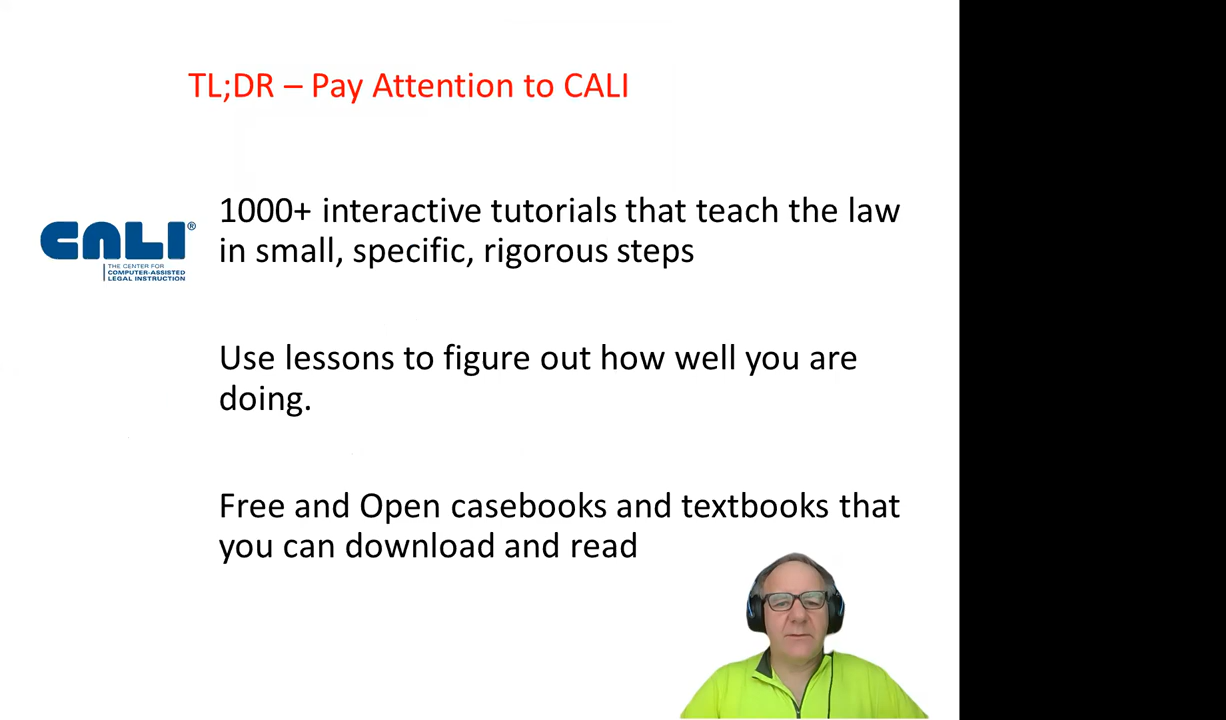 TL;DR – Pay Attention to CALI
1000+ interactive tutorials that teach the law
in small, specific, rigorous steps
CALI®
THE CENTER FOR
COMPUTER-ASSISTED
LEGAL INSTRUCTION
Use lessons to figure out how well you are
doing.
Free and Open casebooks and textbooks that
you can download and read